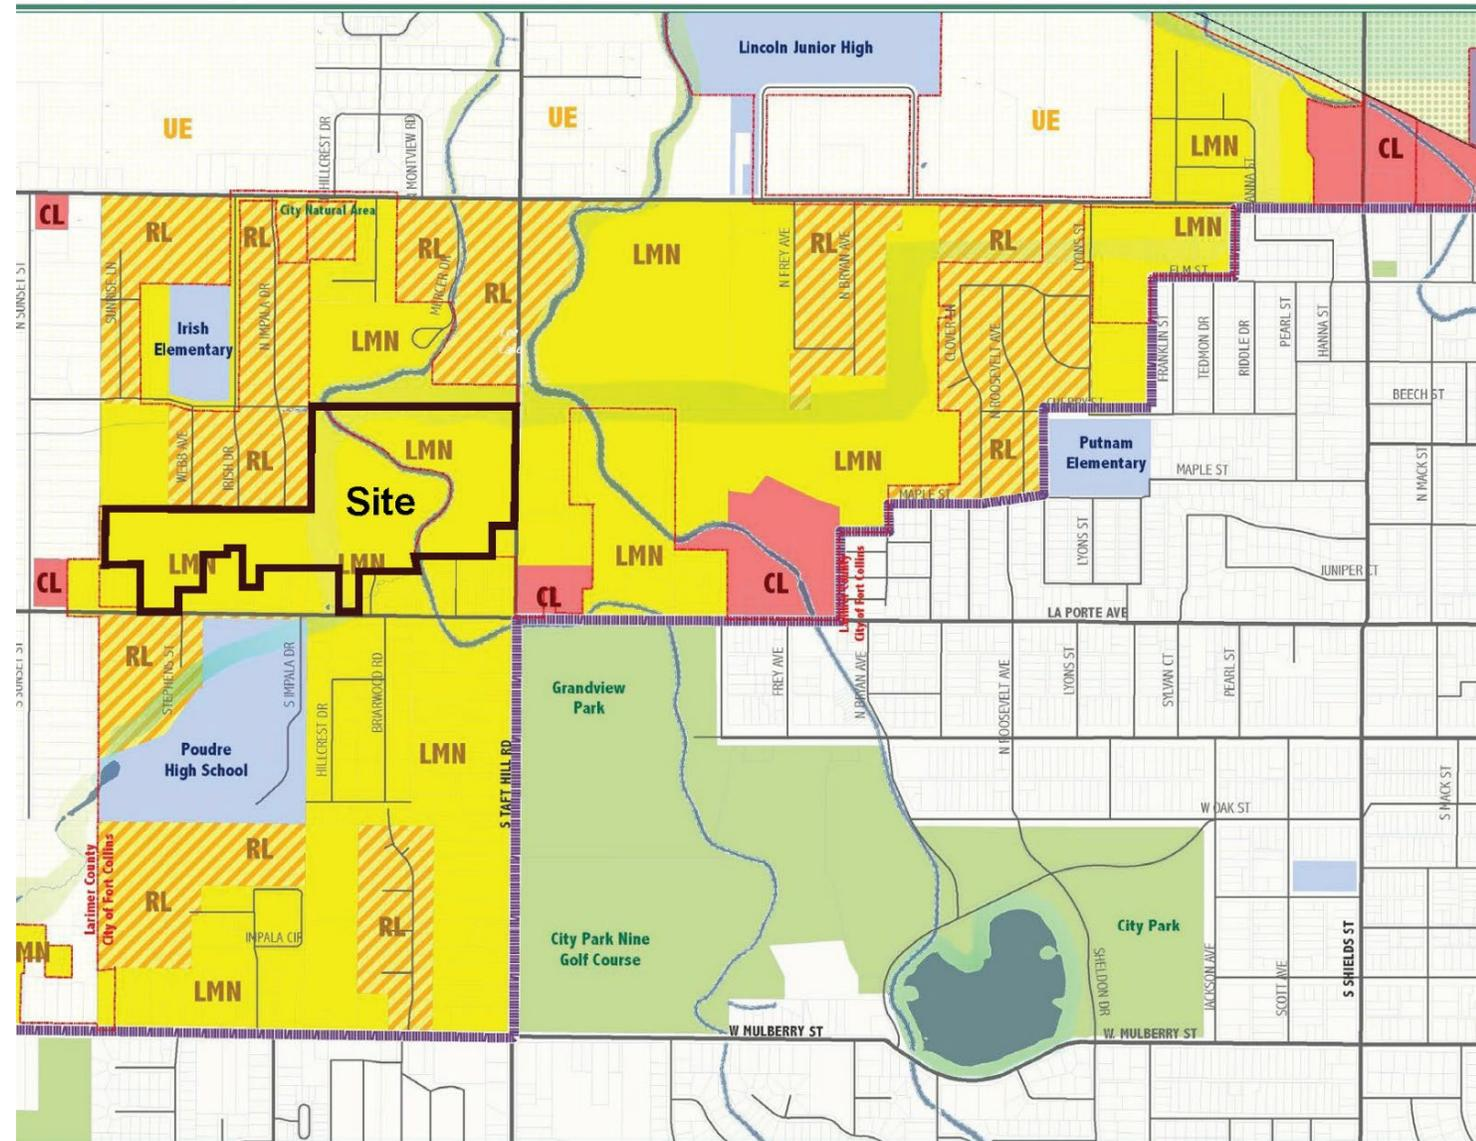 Lincoln Junior High
UE
UE
UE
HILLCREST DR
N MONTVIEW RD
LMN
CL
ANNA ST
CL
City Natural Area
RL
RL
RL
RL
MERCER DR
LMN
N FREY AVE
RL
N BRYAN AVE
RL
LYONS ST
LMN
ELM ST
N SUNSET ST
SUNRISE LN
Irish
Elementary
N IMPALA DR
LMN
CLOVER LN
N ROOSEVELT AVE
FRANKLIN ST
TEDMON DR
RIDDLE DR
PEARL ST
HANNA ST
CHERRY ST
BEECH ST
WEBB AVE
IRISH DR
RL
LMN
Site
LMN
RL
Putnam
Elementary
MAPLE ST
MAPLE ST
N MACK ST
CL
LMN
LMN
LMN
CL
CL
Larimer County
City of Fort Collins
LYONS ST
JUNIPER CT
LA PORTE AVE
S SUNSET ST
RL
STEPHENS ST
S IMPALA DR
HILLCREST DR
BRIARWOOD RD
Poudre
High School
LMN
S TAFT HILL RD
Grandview
Park
FREY AVE
N BRYAN AVE
N ROOSEVELT AVE
LYONS ST
SYLVAN CT
PEARL ST
W OAK ST
S MACK ST
Larimer County
City of Fort Collins
RL
RL
RL
IMPALA CIR
MN
LMN
City Park Nine
Golf Course
City Park
SHELDON DR
JACKSON AVE
SCOTT AVE
S SHIELDS ST
W MULBERRY ST
W. MULBERRY ST